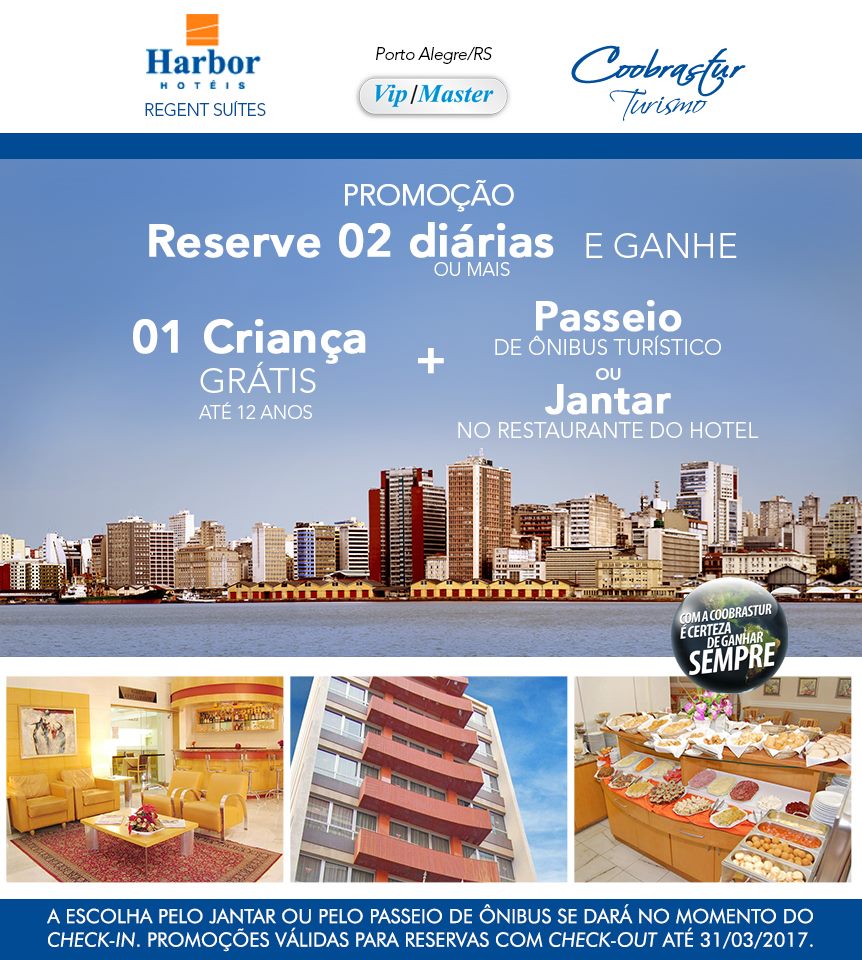 Harbor
HOTÉIS
REGENT SUÍTES
Porto Alegre/RS
Vip/Master
Coobrastur
Turismo
PROMOÇÃO
Reserve 02 diárias E GANHE
OU MAIS
01 Criança
GRÁTIS
ATÉ 12 ANOS
+
Passeio
DE ÔNIBUS TURÍSTICO
OU
Jantar
NO RESTAURANTE DO HOTEL
COM A COOBRASTUR
É CERTEZA
DE GANHAR
SEMPRE
A ESCOLHA PELO JANTAR OU PELO PASSEIO DE ÔNIBUS SE DARÁ NO MOMENTO DO
CHECK-IN. PROMOÇÕES VÁLIDAS PARA RESERVAS COM CHECK-OUT ATÉ 31/03/2017.